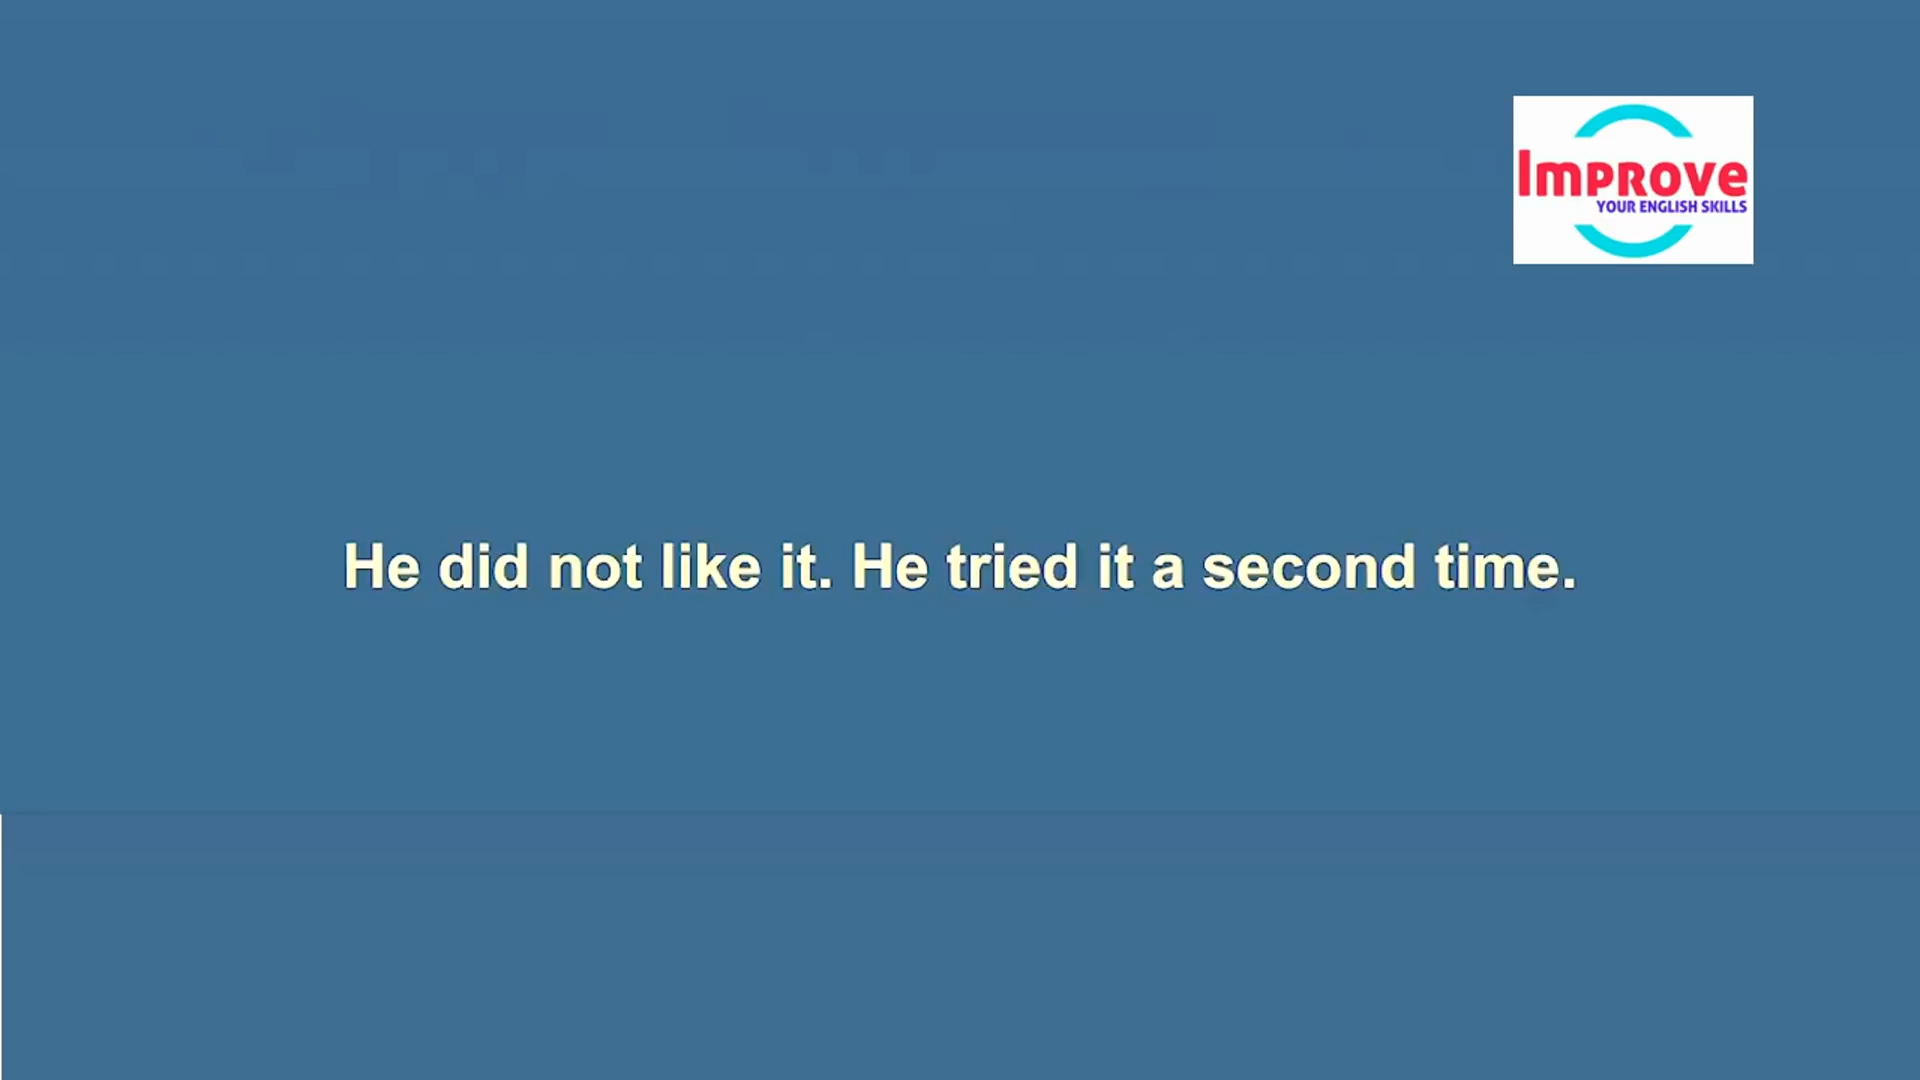 Improve
YOUR ENGLISH SKILLS
He did not like it. He tried it a second time.